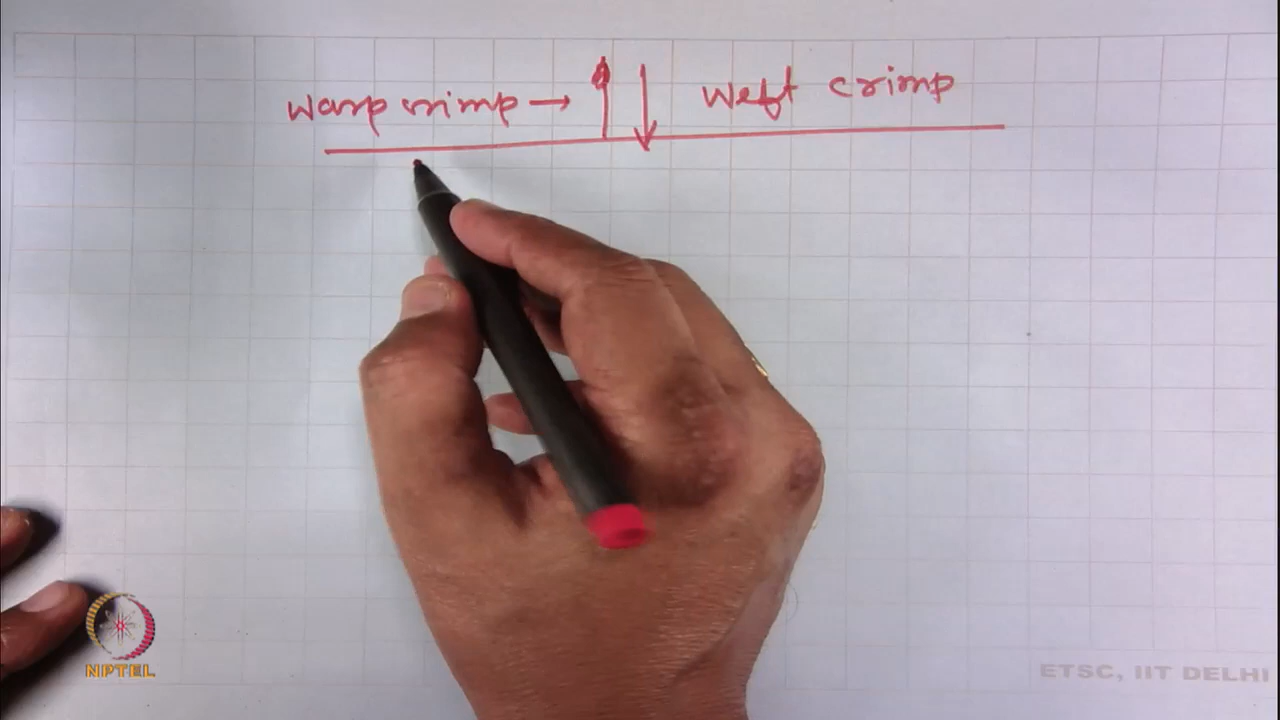 warp crimp → ↑ ↓ weft crimp
NPTEL
ETSC, IIT DELHI